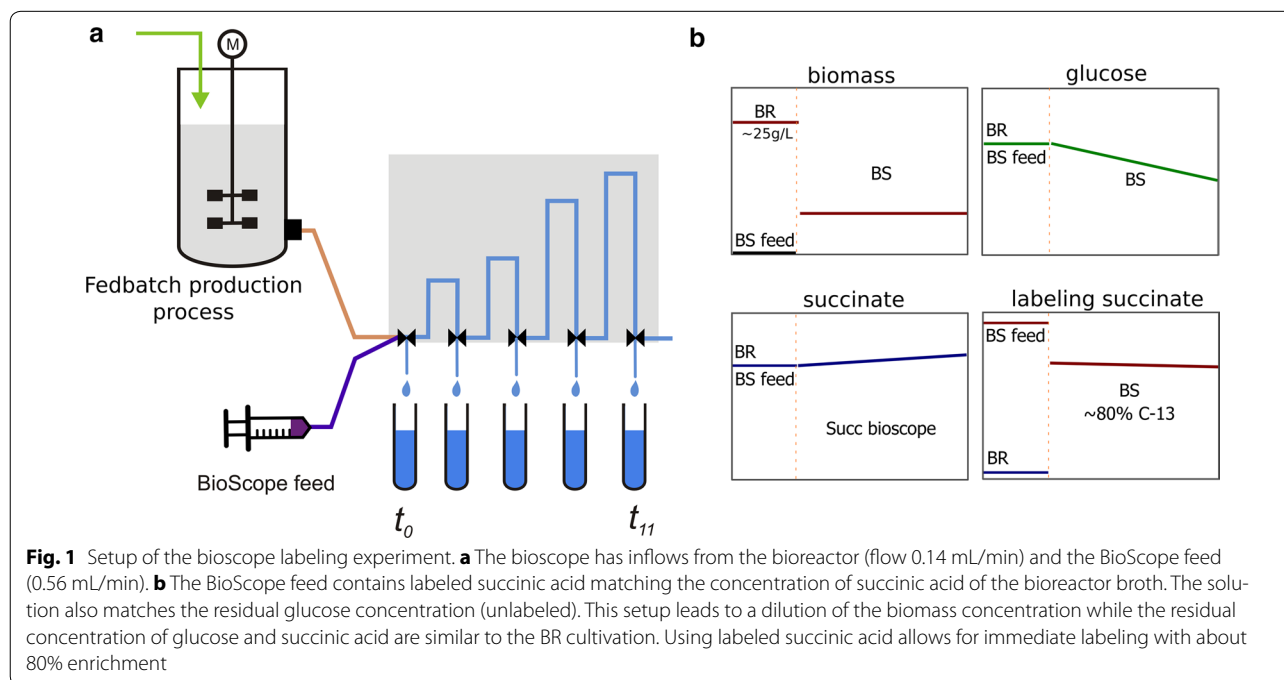 a
M
Fedbatch production
process
BioScope feed
t0
t11
b
biomass
BR
~25g/L
BS
BS feed
glucose
BR
BS feed
BS
succinate
BR
BS feed
Succ bioscope
labeling succinate
BS feed
BS
~80% C-13
BR
Fig. 1 Setup of the bioscope labeling experiment. a The bioscope has inflows from the bioreactor (flow 0.14 mL/min) and the BioScope feed
(0.56 mL/min). b The BioScope feed contains labeled succinic acid matching the concentration of succinic acid of the bioreactor broth. The solu-
tion also matches the residual glucose concentration (unlabeled). This setup leads to a dilution of the biomass concentration while the residual
concentration of glucose and succinic acid are similar to the BR cultivation. Using labeled succinic acid allows for immediate labeling with about
80% enrichment